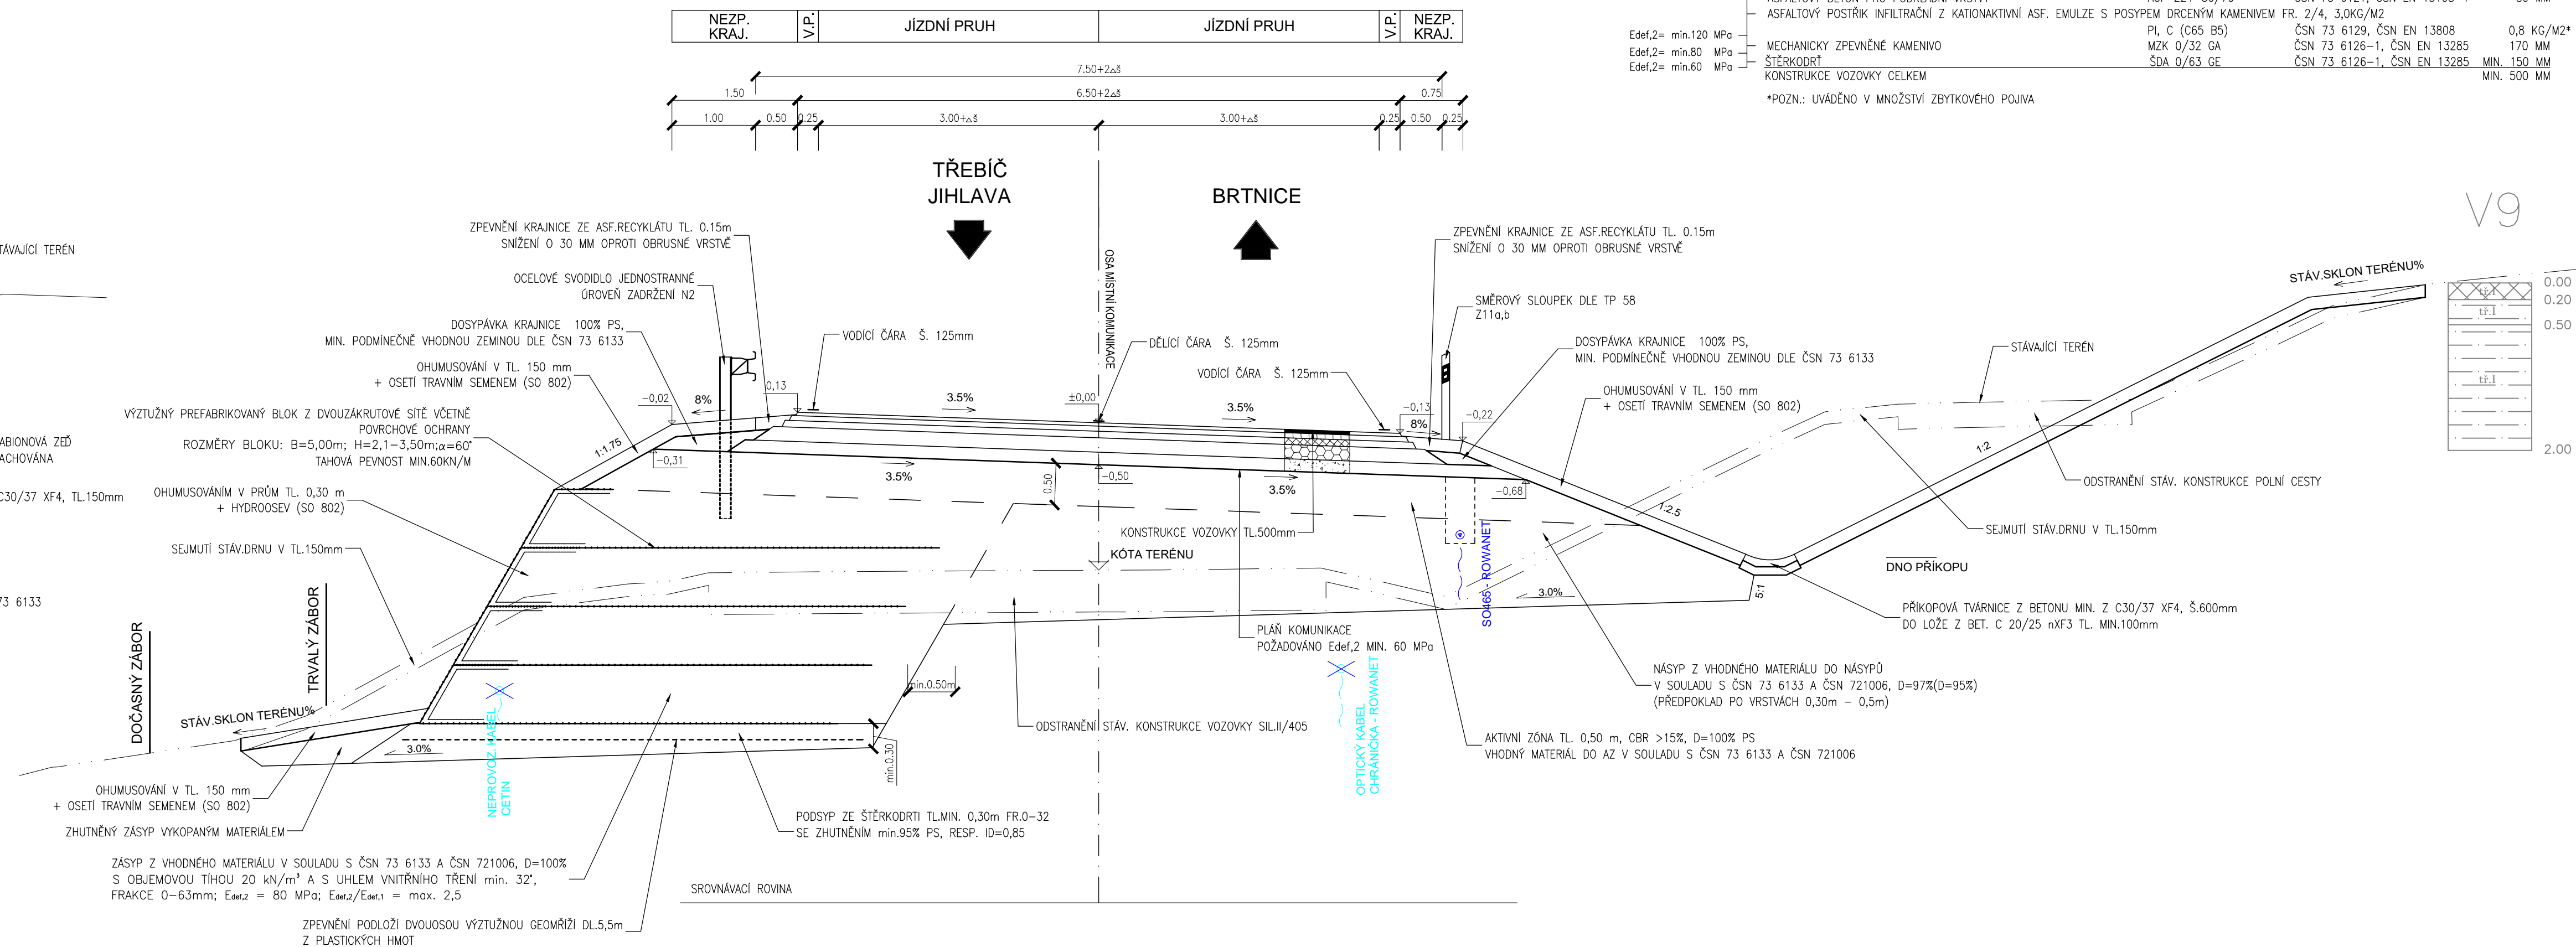 NEZP.
KRAJ.
V.P.
JÍZDNÍ PRUH
JÍZDNÍ PRUH
V.P.
NEZP.
KRAJ.
7.50+2△š
1.50
6.50+2△š
0.75
1.00
0.50
0.25
3.00+△š
3.00+△š
0.25
0.50
0.25
ASFALTOVÝ POSTŘIK INFILTRAČNÍ Z KATIONAKTIVNÍ ASF. EMULZE S POSYPEM DRCENÝM KAMENIVEM FR. 2/4, 3,0KG/M2
PI, C (C65 B5) ČSN 73 6129, ČSN EN 13808 0,8 KG/M2*
Edef,2= min.120 MPa
MECHANICKY ZPEVNĚNÉ KAMENIVO MZK 0/32 GA ČSN 73 6126-1, ČSN EN 13285 170 MM
Edef,2= min.80 MPa
ŠTĚRKODRŤ ŠDA 0/63 GE ČSN 73 6126-1, ČSN EN 13285 MIN. 150 MM
Edef,2= min.60 MPa
KONSTRUKCE VOZOVKY CELKEM MIN. 500 MM
*POZN.: UVÁDĚNO V MNOŽSTVÍ ZBYTKOVÉHO POJIVA
TŘEBÍČ
JIHLAVA
BRTNICE
V9
0.00
0.20
0.50
2.00
tř.I
tř.I
tř.I
TÁVAJÍCÍ TERÉN
ABIONOVÁ ZEĎ
ACHOVÁNA
C30/37 XF4, TL.150mm
73 6133
ZPEVNĚNÍ KRAJNICE ZE ASF.RECYKLÁTU TL. 0.15m
SNÍŽENÍ O 30 MM OPROTI OBRUSNÉ VRSTVĚ
OCELOVÉ SVODIDLO JEDNOSTRANNÉ
ÚROVEŇ ZADRŽENÍ N2
DOSYPÁVKA KRAJNICE 100% PS,
MIN. PODMÍNEČNĚ VHODNOU ZEMINOU DLE ČSN 73 6133
OHUMUSOVÁNÍ V TL. 150 mm
+ OSETÍ TRAVNÍM SEMENEM (SO 802)
VÝZTUŽNÝ PREFABRIKOVANÝ BLOK Z DVOUZÁKRUTOVÉ SÍTĚ VČETNĚ
POVRCHOVÉ OCHRANY
ROZMĚRY BLOKU: B=5,00m; H=2,1-3,50m;α=60°
TAHOVÁ PEVNOST MIN.60KN/M
OHUMUSOVÁNÍM V PRŮM TL. 0,30 m
+ HYDROOSEV (SO 802)
SEJMUTÍ STÁV.DRNU V TL.150mm
DOČASNÝ ZÁBOR
TRVALÝ ZÁBOR
STÁV.SKLON TERÉNU%
3.0%
OHUMUSOVÁNÍ V TL. 150 mm
+ OSETÍ TRAVNÍM SEMENEM (SO 802)
ZHUTNĚNÝ ZÁSYP VYKOPANÝM MATERIÁLEM
ZÁSYP Z VHODNÉHO MATERIÁLU V SOULADU S ČSN 73 6133 A ČSN 721006, D=100%
S OBJEMOVOU TÍHOU 20 kN/m³ A S UHLEM VNITŘNÍHO TŘENÍ min. 32°,
FRAKCE 0-63mm; Edef,2 = 80 MPa; Edef,2/Edef,1 = max. 2,5
ZPEVNĚNÍ PODLOŽÍ DVOUOSOU VÝZTUŽNOU GEOMŘÍŽÍ DL.5,5m
Z PLASTICKÝCH HMOT
NEPROVOZ. KABEL
CETIN
PODSYP ZE ŠTĚRKODRTI TL.MIN. 0,30m FR.0-32
SE ZHUTNĚNÍM min.95% PS, RESP. ID=0,85
SROVNÁVACÍ ROVINA
min.0.50m
min.0.30
ODSTRANĚNÍ STÁV. KONSTRUKCE VOZOVKY SIL.II/405
VODÍCÍ ČÁRA Š. 125mm
OSA MÍSTNÍ KOMUNIKACE
DĚLÍCÍ ČÁRA Š. 125mm
VODÍCÍ ČÁRA Š. 125mm
1:1.75
-0,02
8%
0,13
3.5%
±0,00
3.5%
-0,13
8%
-0,22
-0,31
3.5%
0.50
-0,50
3.5%
-0,68
KONSTRUKCE VOZOVKY TL.500mm
KÓTA TERÉNU
PLÁŇ KOMUNIKACE
POŽADOVÁNO Edef,2 MIN. 60 MPa
OPTICKÝ KABEL
CHRÁNIČKA - ROWANET
SO465 - ROWANET
ZPEVNĚNÍ KRAJNICE ZE ASF.RECYKLÁTU TL. 0.15m
SNÍŽENÍ O 30 MM OPROTI OBRUSNÉ VRSTVĚ
SMĚROVÝ SLOUPEK DLE TP 58
Z11a,b
DOSYPÁVKA KRAJNICE 100% PS,
MIN. PODMÍNEČNĚ VHODNOU ZEMINOU DLE ČSN 73 6133
OHUMUSOVÁNÍ V TL. 150 mm
+ OSETÍ TRAVNÍM SEMENEM (SO 802)
STÁV.SKLON TERÉNU%
STÁVAJÍCÍ TERÉN
1:2
1:2.5
ODSTRANĚNÍ STÁV. KONSTRUKCE POLNÍ CESTY
SEJMUTÍ STÁV.DRNU V TL.150mm
DNO PŘÍKOPU
3.0%
5:1
PŘÍKOPOVÁ TVÁRNICE Z BETONU MIN. Z C30/37 XF4, Š.600mm
DO LOŽE Z BET. C 20/25 nXF3 TL. MIN.100mm
NÁSYP Z VHODNÉHO MATERIÁLU DO NÁSYPŮ
V SOULADU S ČSN 73 6133 A ČSN 721006, D=97%(D=95%)
(PŘEDPOKLAD PO VRSTVÁCH 0,30m - 0,5m)
AKTIVNÍ ZÓNA TL. 0,50 m, CBR >15%, D=100% PS
VHODNÝ MATERIÁL DO AZ V SOULADU S ČSN 73 6133 A ČSN 721006